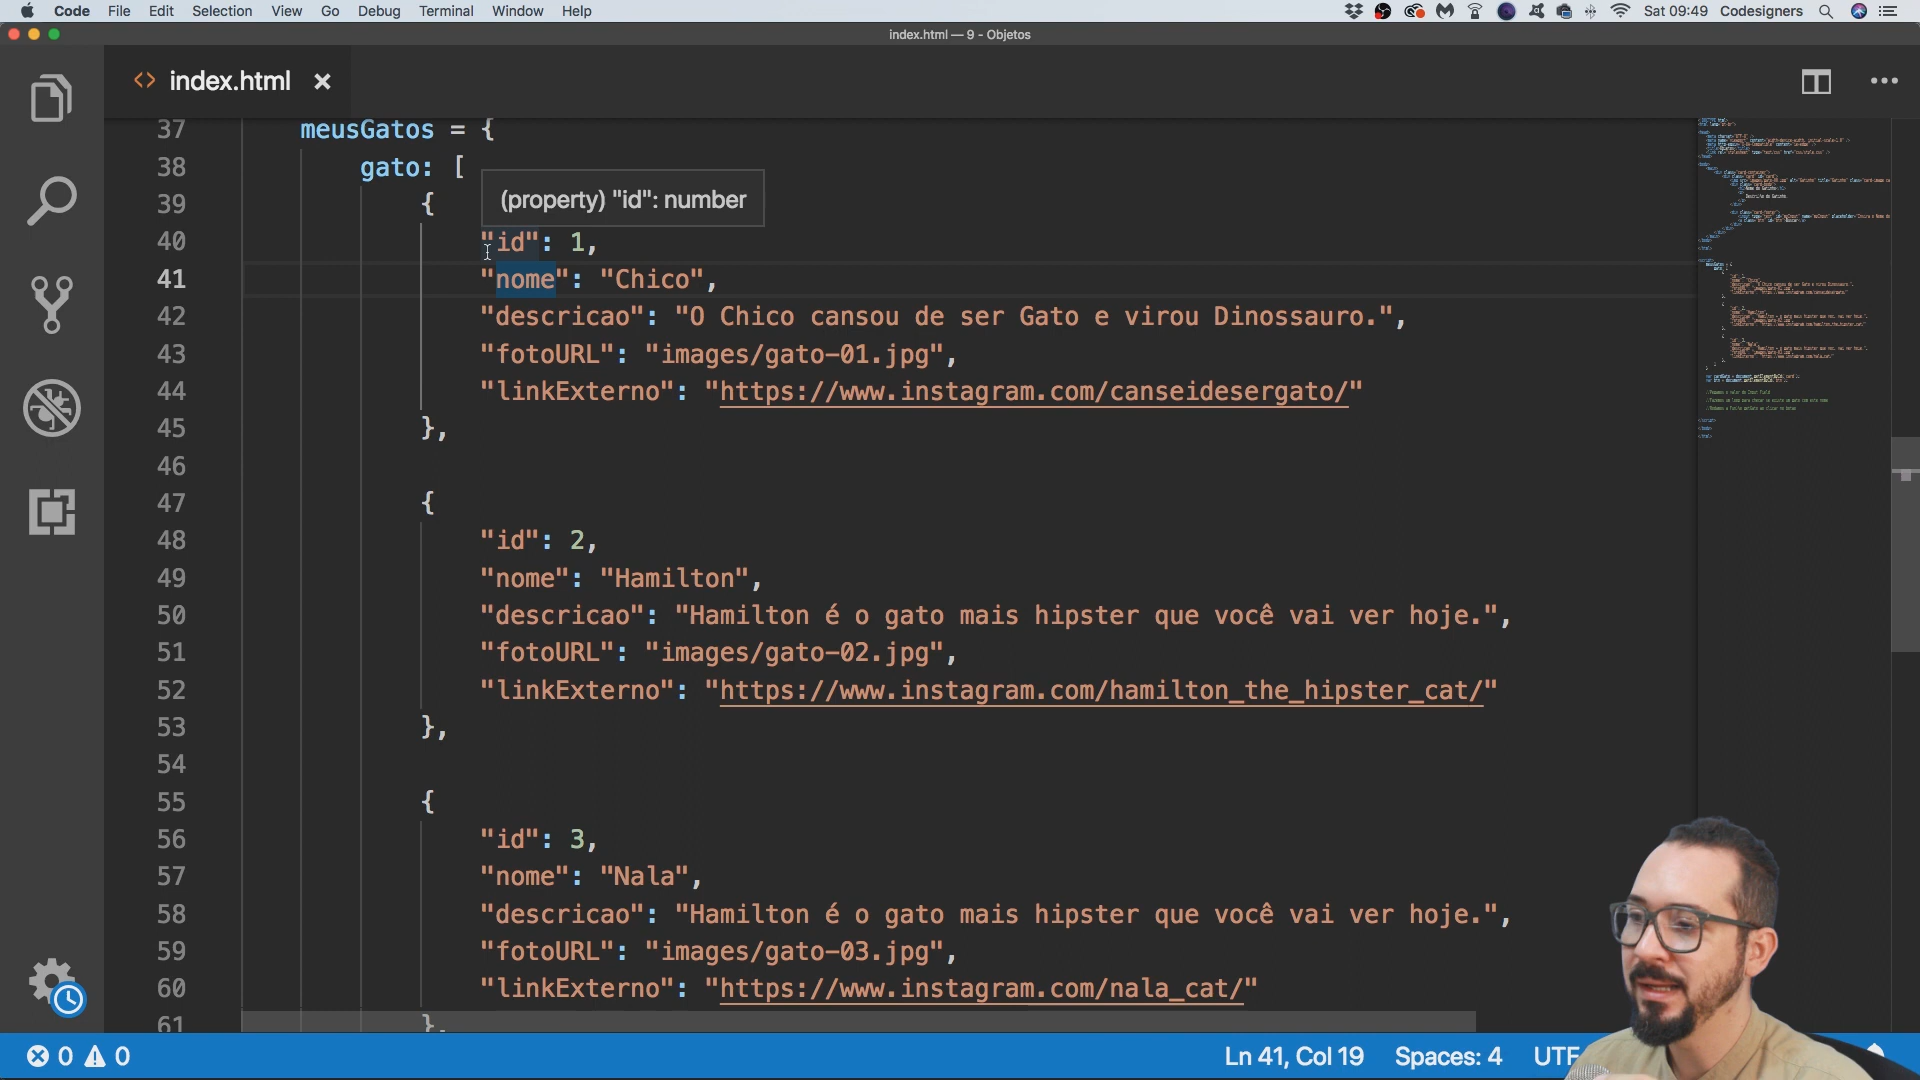 Code File Edit Selection View Go Debug Terminal Window Help Sat 09:49 Codesigners
index.html — 9 - Objetos
<> index.html ×
37 meusGatos = {
38 gato: [
(property) "id": number
39 {
40 "id": 1,
41 "nome": "Chico",
42 "descricao": "O Chico cansou de ser Gato e virou Dinossauro.",
43 "fotoURL": "images/gato-01.jpg",
44 "linkExterno": "https://www.instagram.com/canseidesergato/"
45 },
46
47 {
48 "id": 2,
49 "nome": "Hamilton",
50 "descricao": "Hamilton é o gato mais hipster que você vai ver hoje.",
51 "fotoURL": "images/gato-02.jpg",
52 "linkExterno": "https://www.instagram.com/hamilton_the_hipster_cat/"
53 },
54
55 {
56 "id": 3,
57 "nome": "Nala",
58 "descricao": "Hamilton é o gato mais hipster que você vai ver hoje.",
59 "fotoURL": "images/gato-03.jpg",
60 "linkExterno": "https://www.instagram.com/nala_cat/"
61 },
0 0 Ln 41, Col 19 Spaces: 4 UTF